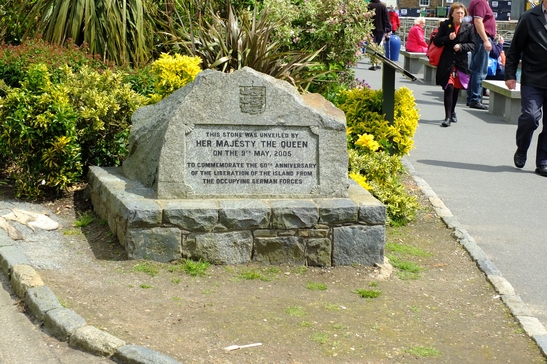 THIS STONE WAS UNVEILED BY
HER MAJESTY THE QUEEN
ON THE 9TH MAY, 2005
TO COMMEMORATE THE 60TH ANNIVERSARY
OF THE LIBERATION OF THE ISLAND FROM
THE OCCUPYING GERMAN FORCES